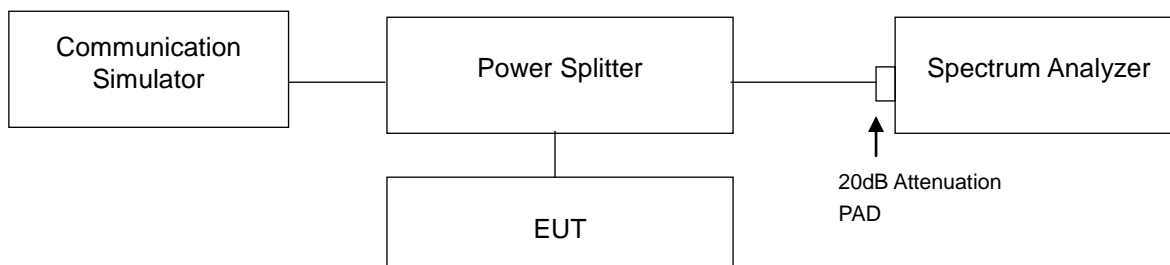 Communication
Simulator
Power Splitter
Spectrum Analyzer
20dB Attenuation
PAD
EUT